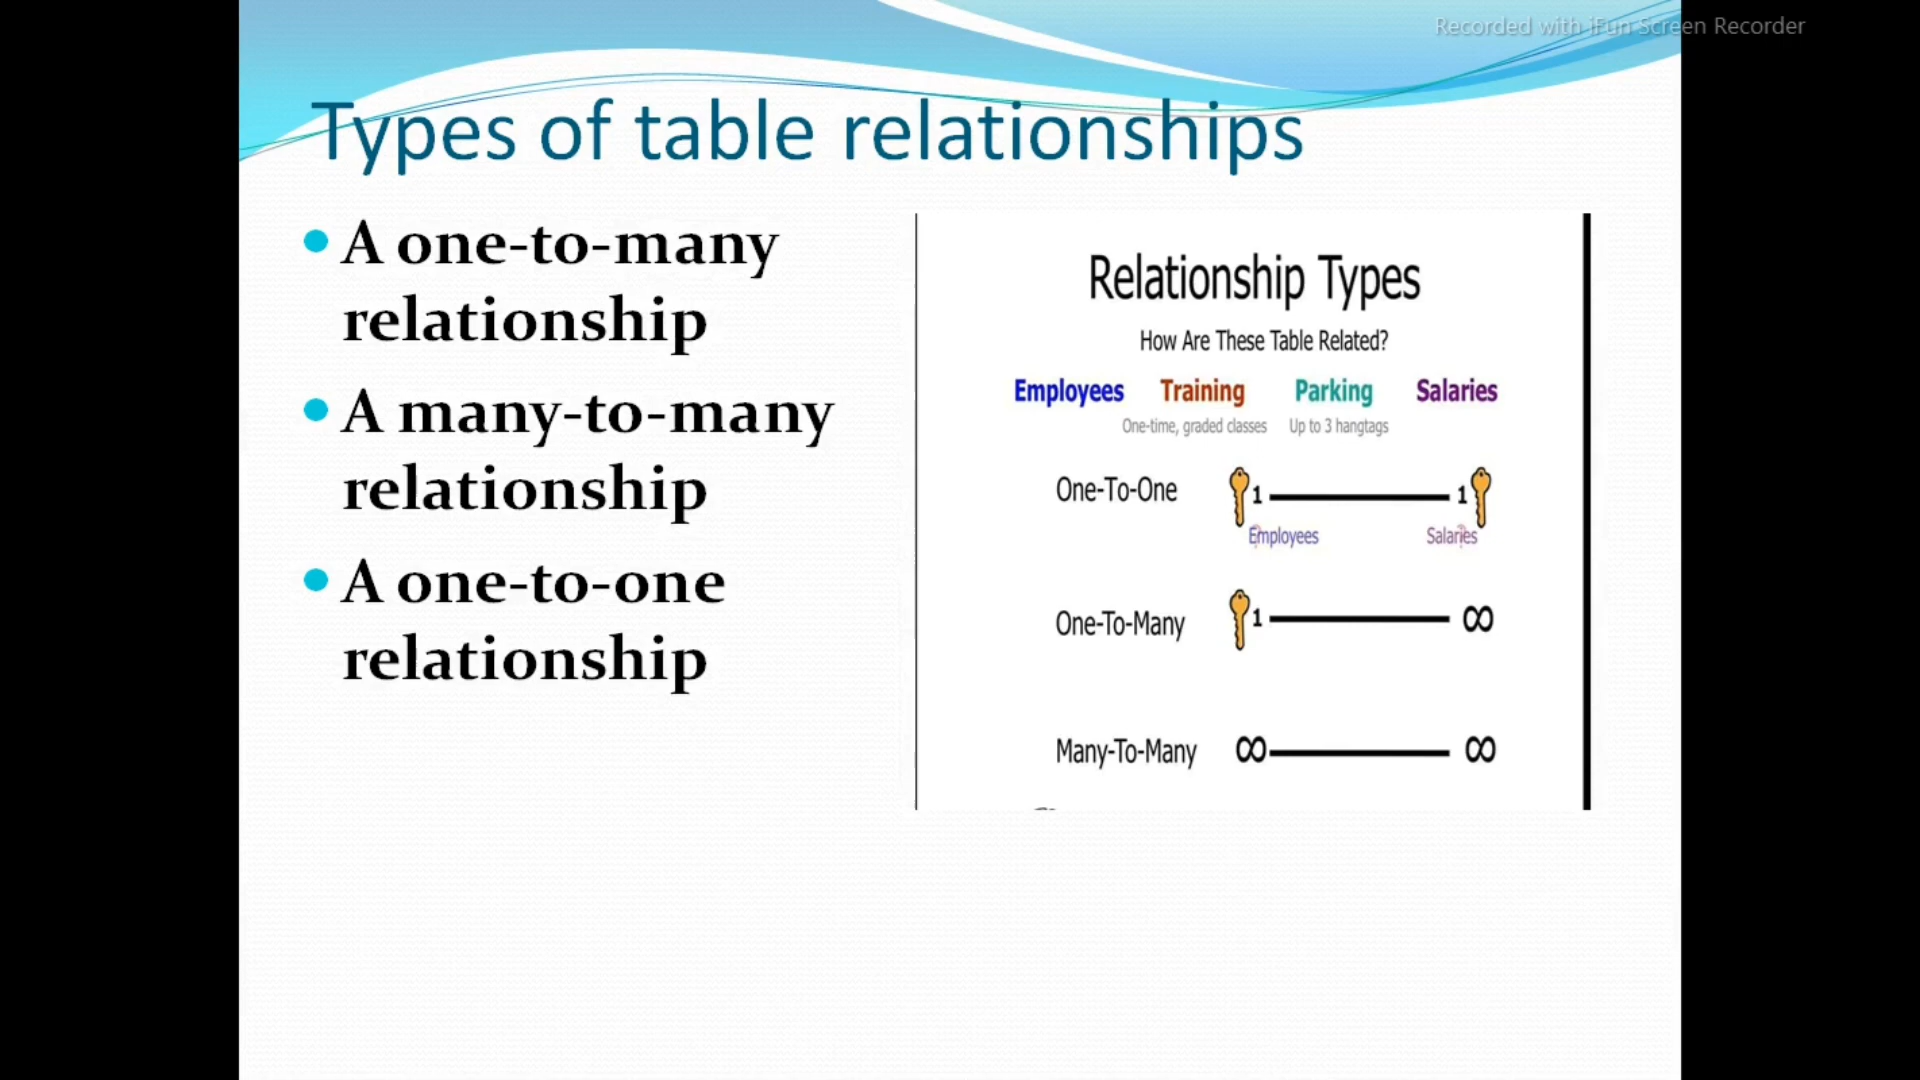 Recorded with iFun Screen Recorder
Types of table relationships
A one-to-many
relationship
A many-to-many
relationship
A one-to-one
relationship
Relationship Types
How Are These Table Related?
Employees Training Parking Salaries
One-time, graded classes Up to 3 hangtags
One-To-One 1 1
Employees Salaries
One-To-Many 1 ∞
Many-To-Many ∞ ∞